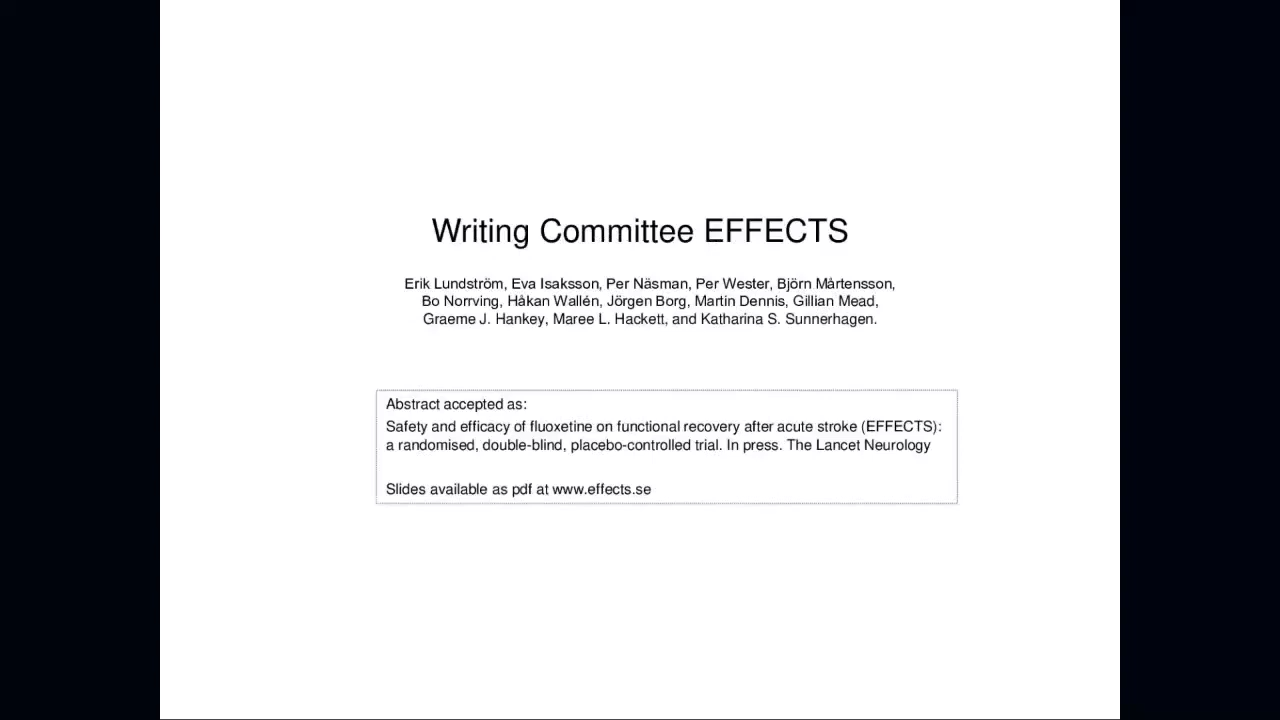 Writing Committee EFFECTS
Erik Lundström, Eva Isaksson, Per Näsman, Per Wester, Björn Mårtensson,
Bo Norrving, Håkan Wallén, Jörgen Borg, Martin Dennis, Gillian Mead,
Graeme J. Hankey, Maree L. Hackett, and Katharina S. Sunnerhagen.
Abstract accepted as:
Safety and efficacy of fluoxetine on functional recovery after acute stroke (EFFECTS):
a randomised, double-blind, placebo-controlled trial. In press. The Lancet Neurology
Slides available as pdf at www.effects.se